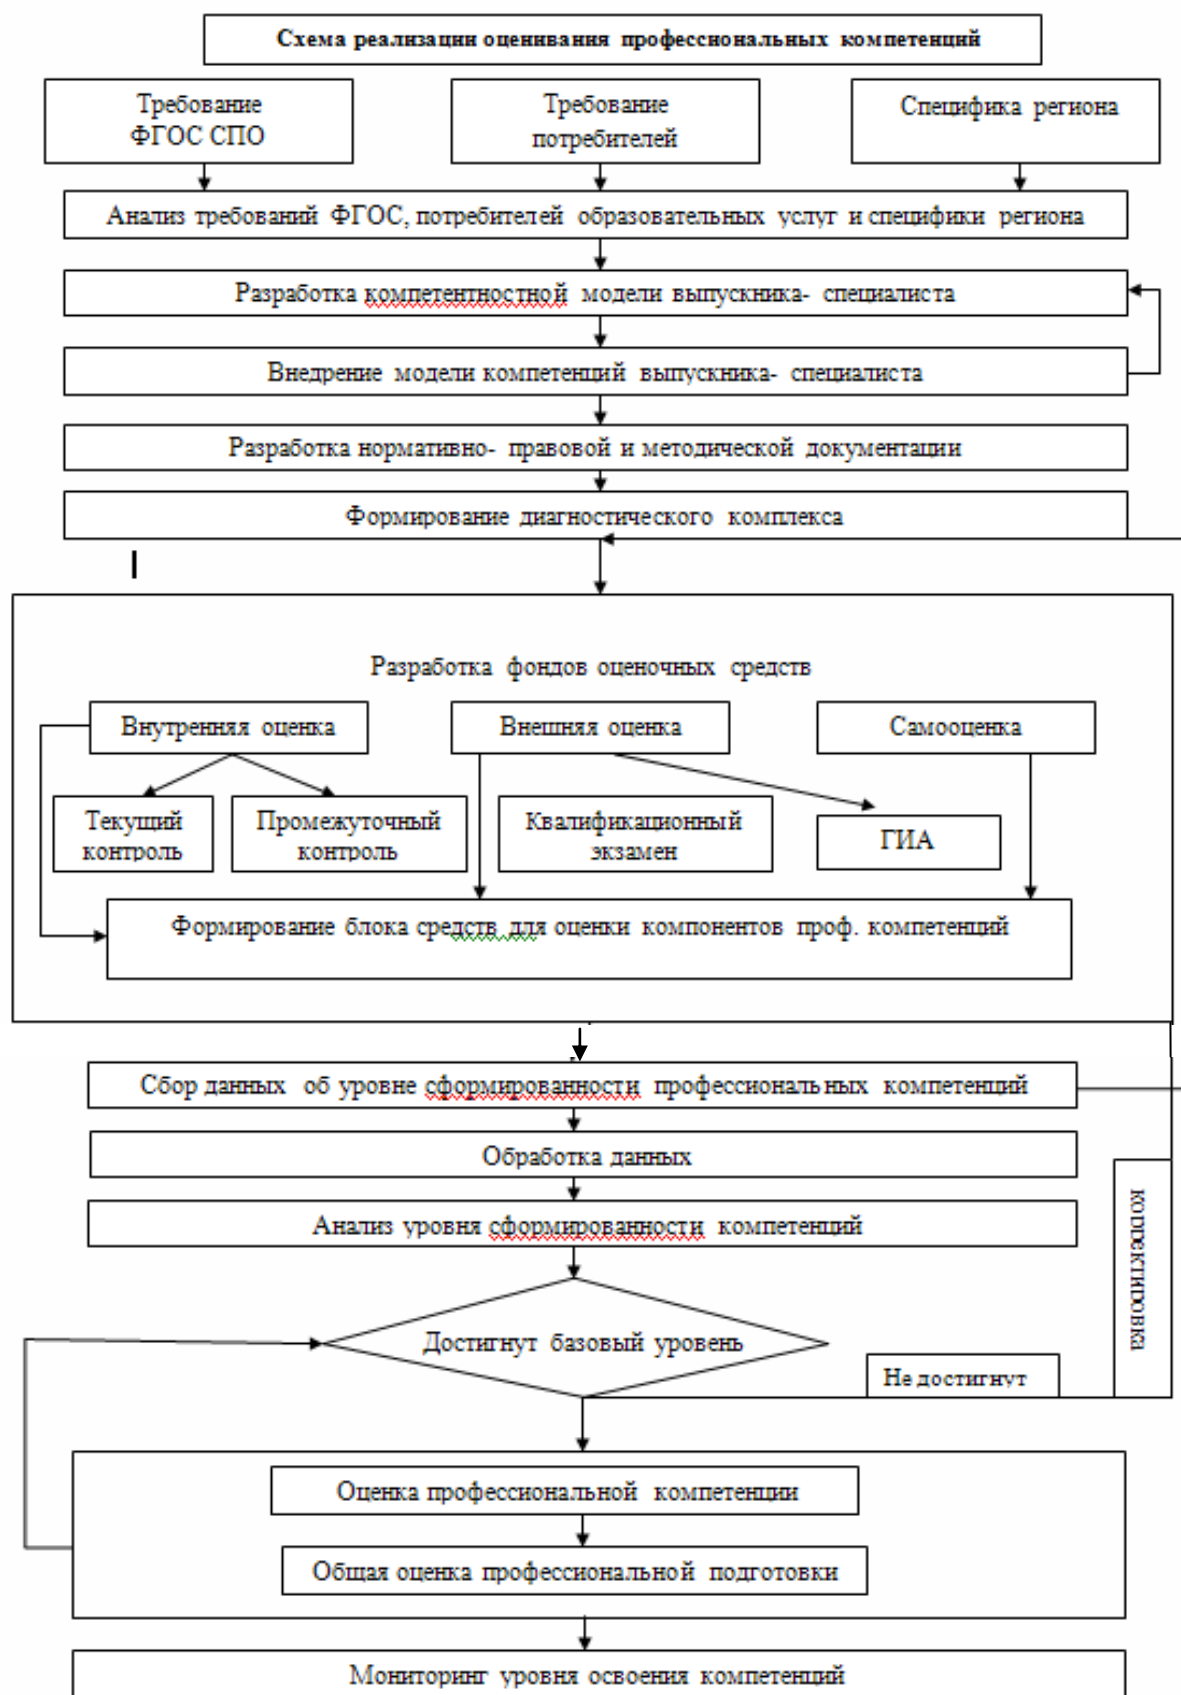 Схема реализации оценивания профессиональных компетенций
Требование
ФГОС СПО
Требование
потребителей
Специфика региона
Анализ требований ФГОС, потребителей образовательных услуг и специфики региона
Разработка компетентностной модели выпускника- специалиста
Внедрение модели компетенций выпускника- специалиста
Разработка нормативно- правовой и методической документации
Формирование диагностического комплекса
Разработка фондов оценочных средств
Внутренняя оценка
Внешняя оценка
Самооценка
Текущий
контроль
Промежуточный
контроль
Квалификационный
экзамен
ГИА
Формирование блока средств для оценки компонентов проф. компетенций
Сбор данных об уровне сформированности профессиональных компетенций
Обработка данных
Анализ уровня сформированности компетенций
корректировка
Достигнут базовый уровень
Не достигнут
Оценка профессиональной компетенции
Общая оценка профессиональной подготовки
Мониторинг уровня освоения компетенций